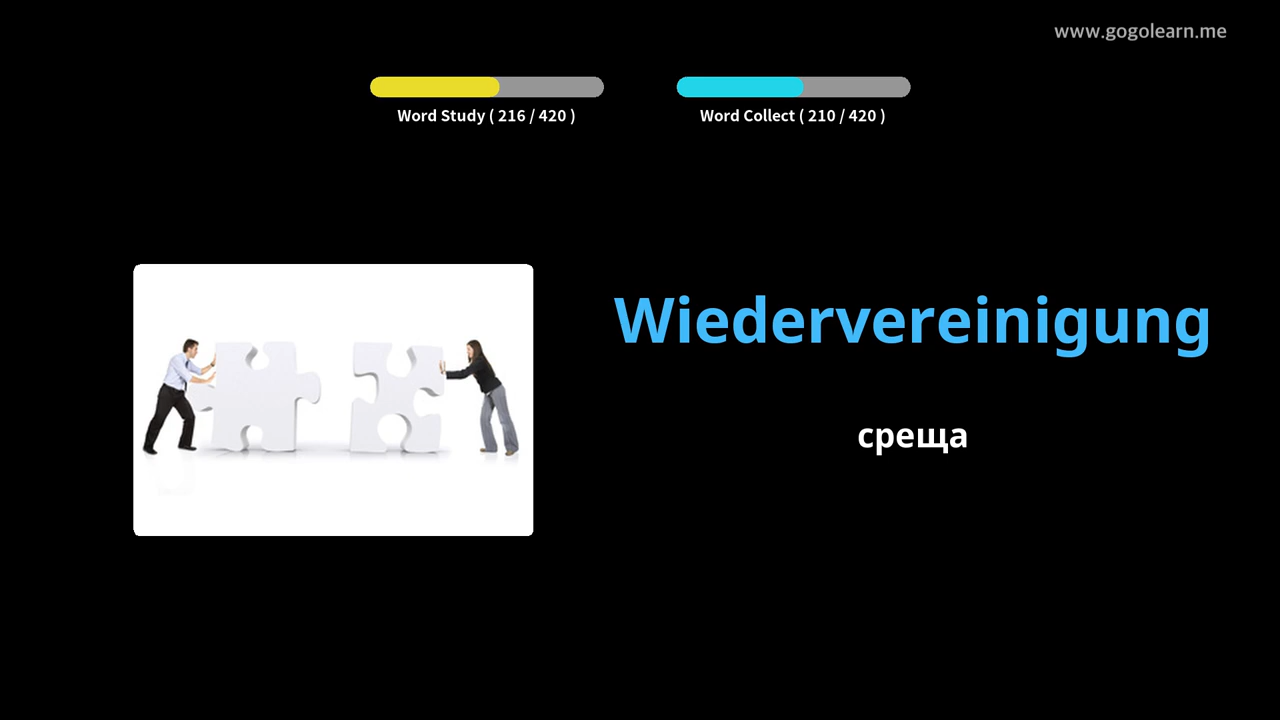 www.gogolearn.me
Word Study ( 216 / 420 )
Word Collect ( 210 / 420 )
Wiedervereinigung
среща